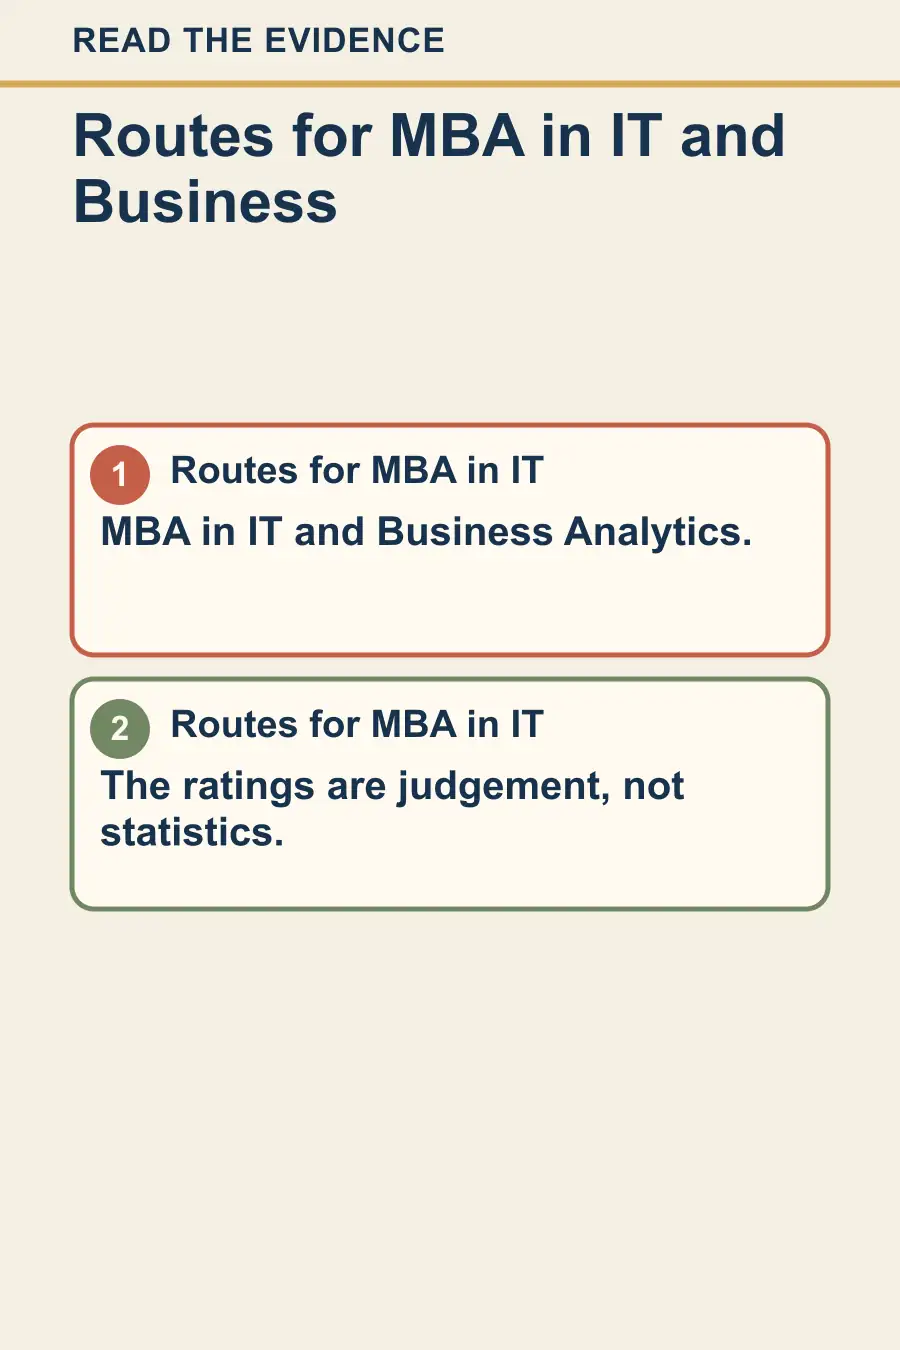 READ THE EVIDENCE
Routes for MBA in IT and
Business
1
Routes for MBA in IT
MBA in IT and Business Analytics.
2
Routes for MBA in IT
The ratings are judgement, not
statistics.